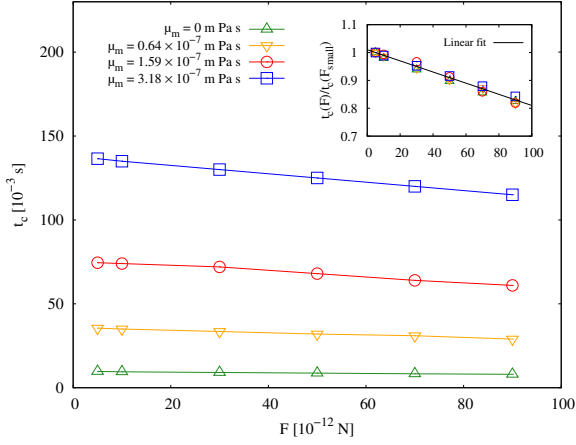 μm = 0 m Pa s
μm = 0.64 × 10-7 m Pa s
μm = 1.59 × 10-7 m Pa s
μm = 3.18 × 10-7 m Pa s
200
150
100
50
0
0 20 40 60 80 100
F [10-12 N]
tc [10-3 s]
Linear fit
1.1
1
0.9
0.8
0.7
0 20 40 60 80 100
tc(F)/tc(Fsmall)